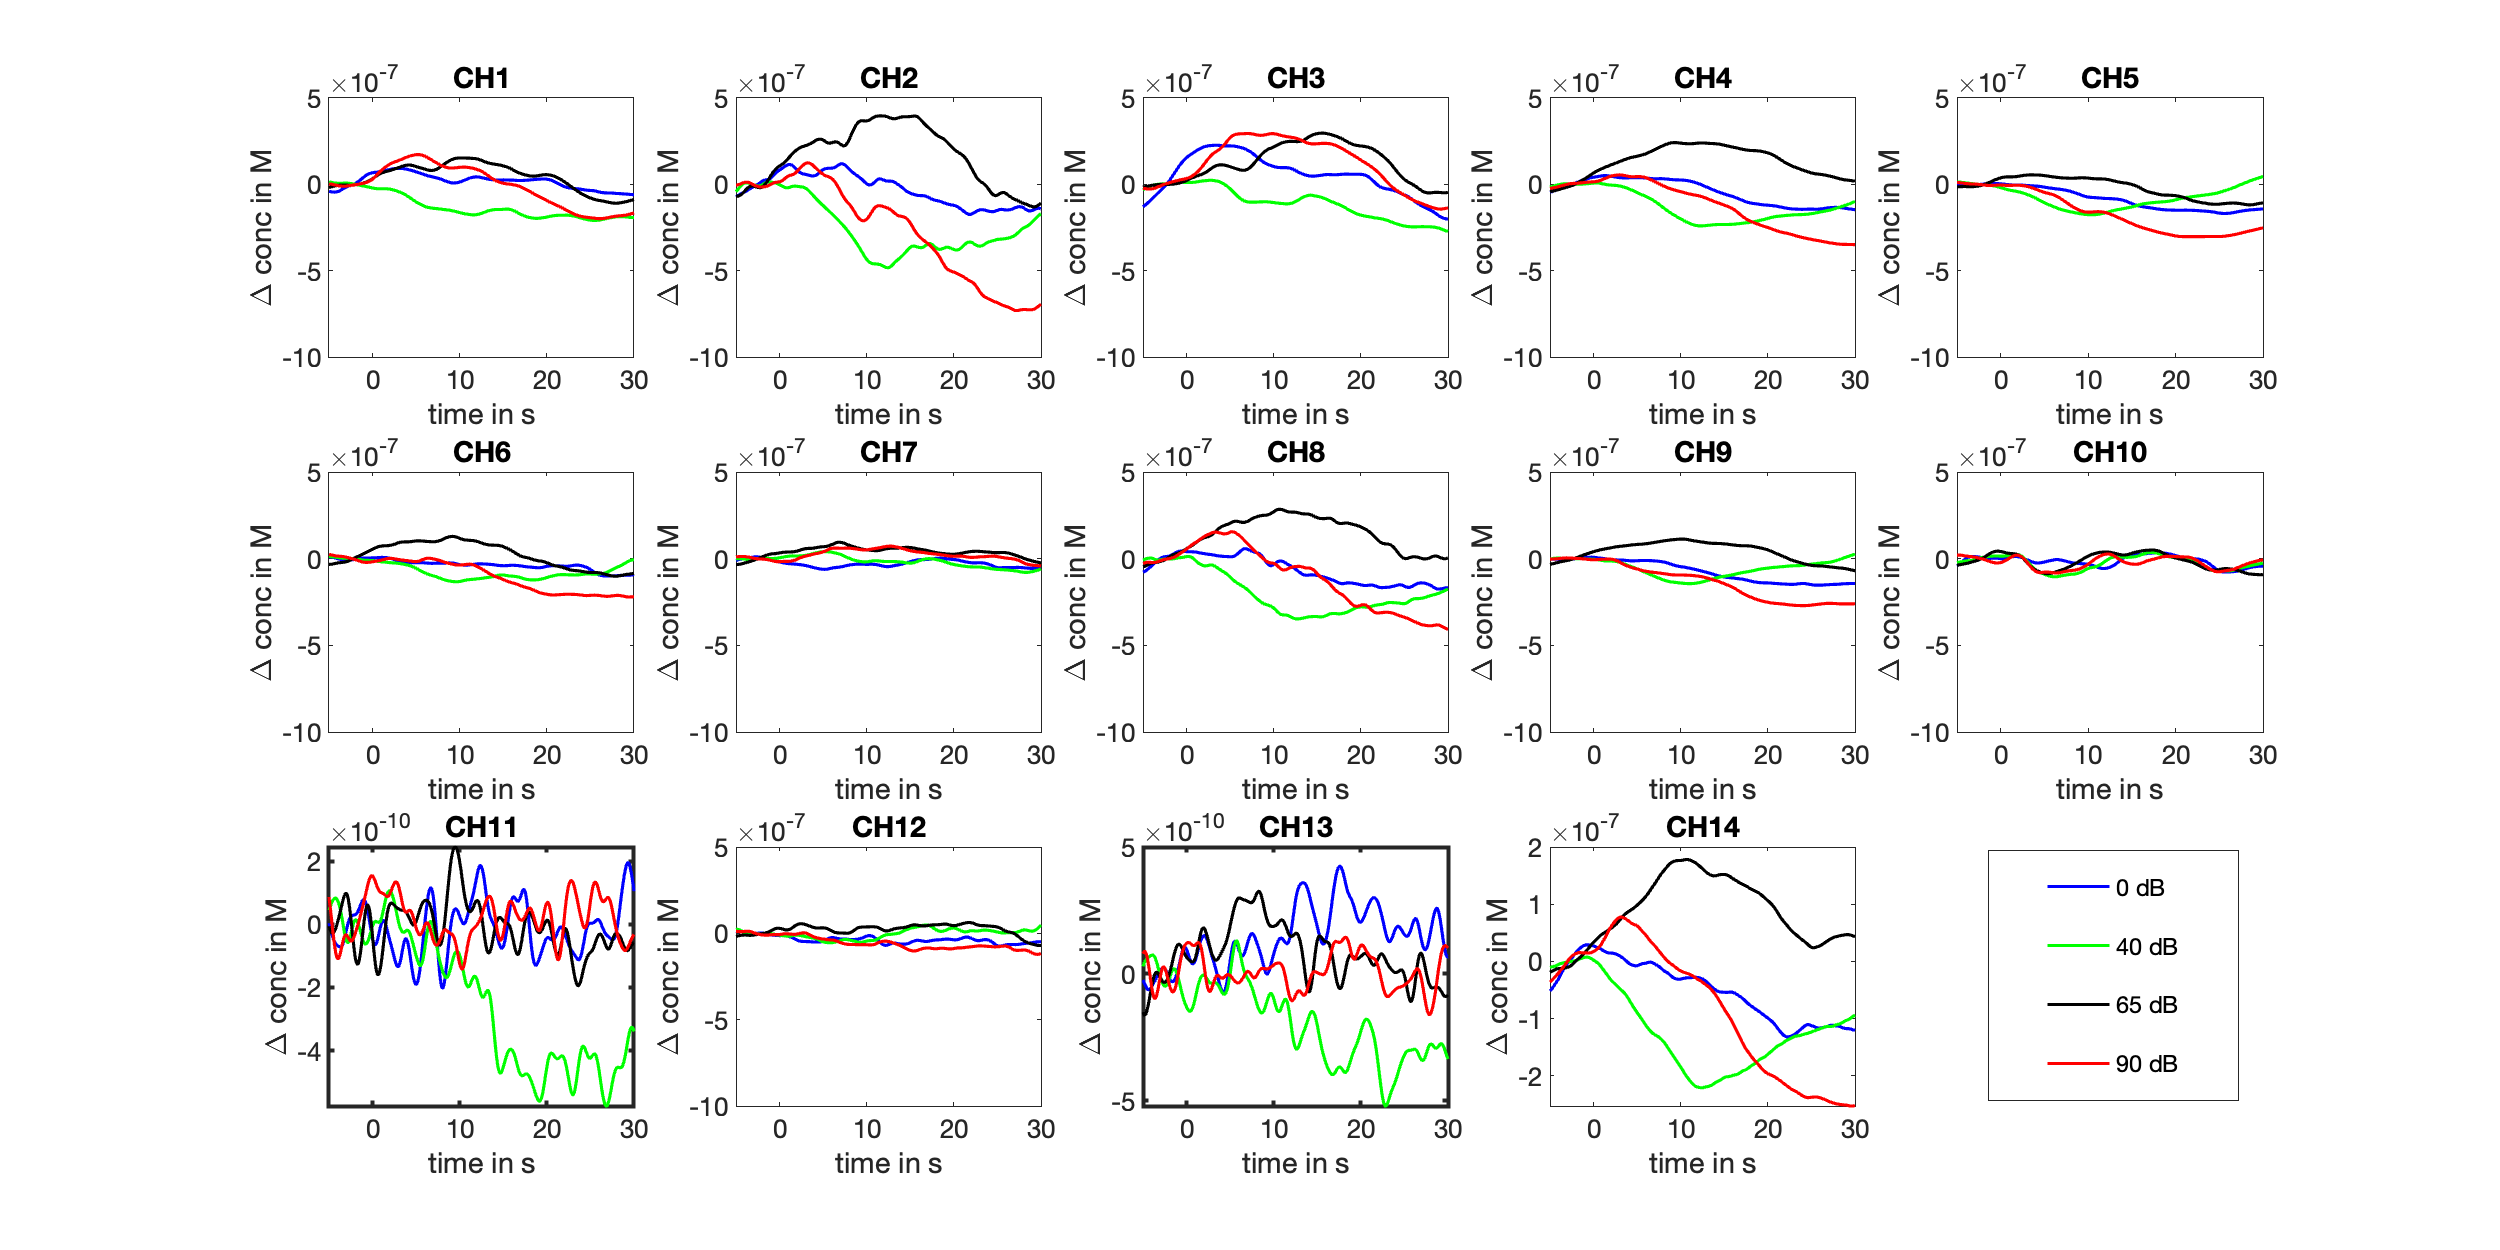 ×10-7 CH1 ×10-7 CH2 ×10-7 CH3 ×10-7 CH4 ×10-7 CH5
5 5 5 5 5
0 0 0 0 0
-5 -5 -5 -5 -5
-10 -10 -10 -10 -10
Δ conc in M Δ conc in M Δ conc in M Δ conc in M Δ conc in M
0 10 20 30 0 10 20 30 0 10 20 30 0 10 20 30 0 10 20 30
time in s time in s time in s time in s time in s
×10-7 CH6 ×10-7 CH7 ×10-7 CH8 ×10-7 CH9 ×10-7 CH10
5 5 5 5 5
0 0 0 0 0
-5 -5 -5 -5 -5
-10 -10 -10 -10 -10
Δ conc in M Δ conc in M Δ conc in M Δ conc in M Δ conc in M
0 10 20 30 0 10 20 30 0 10 20 30 0 10 20 30 0 10 20 30
time in s time in s time in s time in s time in s
×10-10 CH11 ×10-7 CH12 ×10-10 CH13 ×10-7 CH14
2 5 5 2
0 0 0 1
-2 -5 -5 0
-4 -10 -1
-2
Δ conc in M Δ conc in M Δ conc in M Δ conc in M
0 10 20 30 0 10 20 30 0 10 20 30 0 10 20 30
time in s time in s time in s time in s
0 dB
40 dB
65 dB
90 dB